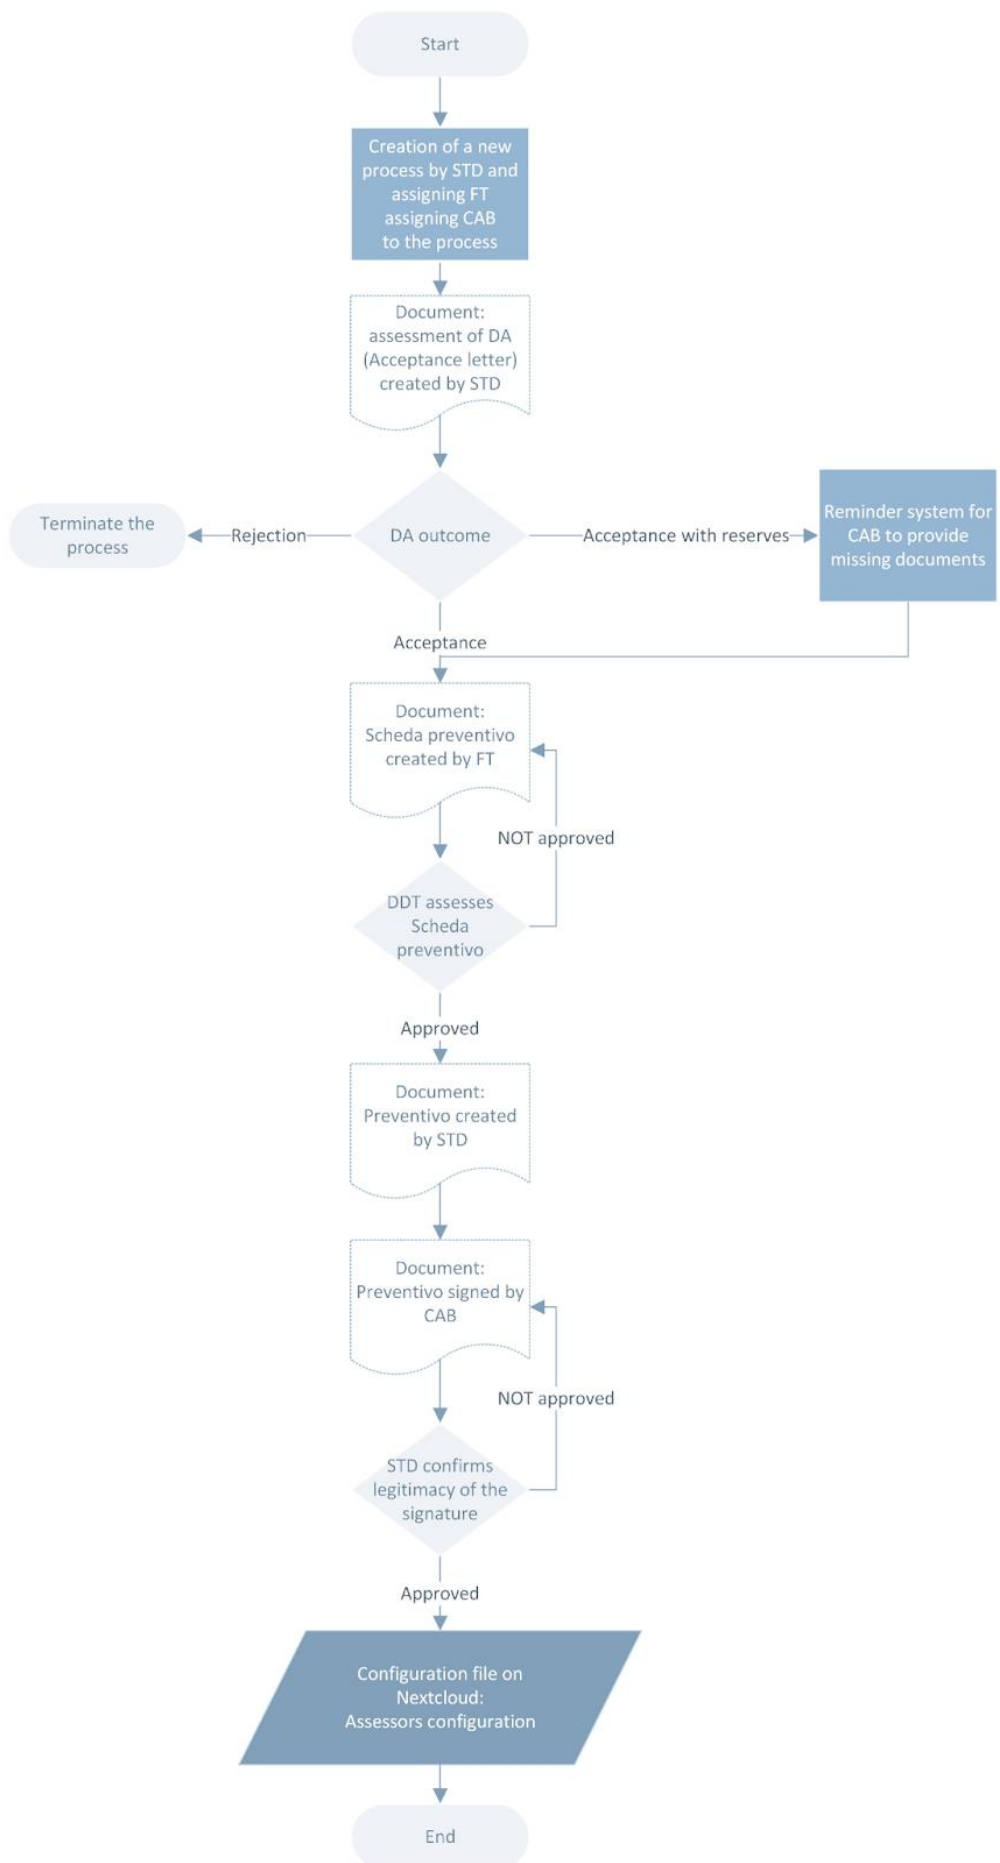 Start
Creation of a new
process by STD and
assigning FT
assigning CAB
to the process
Document:
assessment of DA
(Acceptance letter)
created by STD
Terminate the
process
Rejection
DA outcome
Acceptance with reserves
Reminder system for
CAB to provide
missing documents
Acceptance
Document:
Scheda preventivo
created by FT
NOT approved
DDT assesses
Scheda
preventivo
Approved
Document:
Preventivo created
by STD
Document:
Preventivo signed by
CAB
NOT approved
STD confirms
legitimacy of the
signature
Approved
Configuration file on
Nextcloud:
Assessors configuration
End